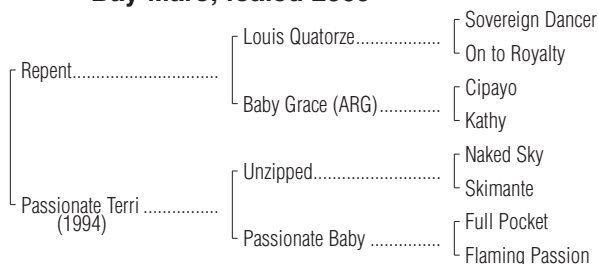 Bay Mare; foaled
Sovereign Dancer
Louis Quatorze..................
On to Royalty
Repent..............................
Cipayo
Baby Grace (ARG).............
Kathy
Naked Sky
Unzipped...........................
Skimante
Passionate Terri ................
(1994)
Full Pocket
Passionate Baby ...............
Flaming Passion